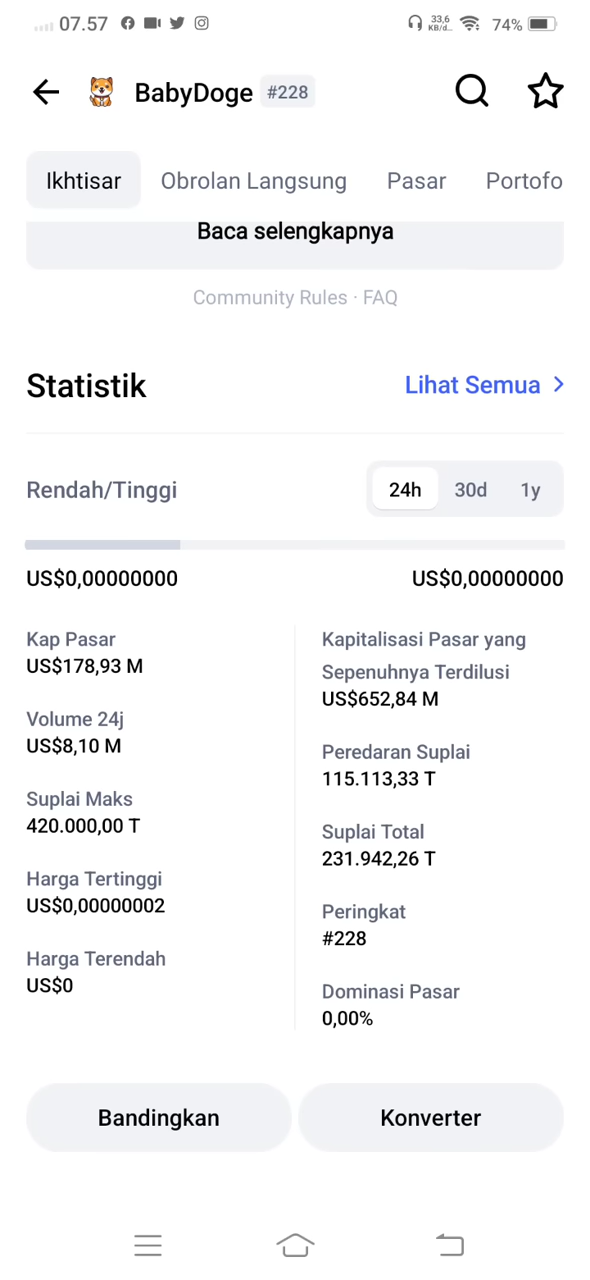 07.57
33,6
KB/d...
74%
BabyDoge
#228
Ikhtisar
Obrolan Langsung
Pasar
Portofo
Baca selengkapnya
Community Rules · FAQ
Statistik
Lihat Semua
Rendah/Tinggi
24h
30d
1y
US$0,00000000
US$0,00000000
Kap Pasar
US$178,93 M
Volume 24j
US$8,10 M
Suplai Maks
420.000,00 T
Harga Tertinggi
US$0,00000002
Harga Terendah
US$0
Kapitalisasi Pasar yang
Sepenuhnya Terdilusi
US$652,84 M
Peredaran Suplai
115.113,33 T
Suplai Total
231.942,26 T
Peringkat
#228
Dominasi Pasar
0,00%
Bandingkan
Konverter